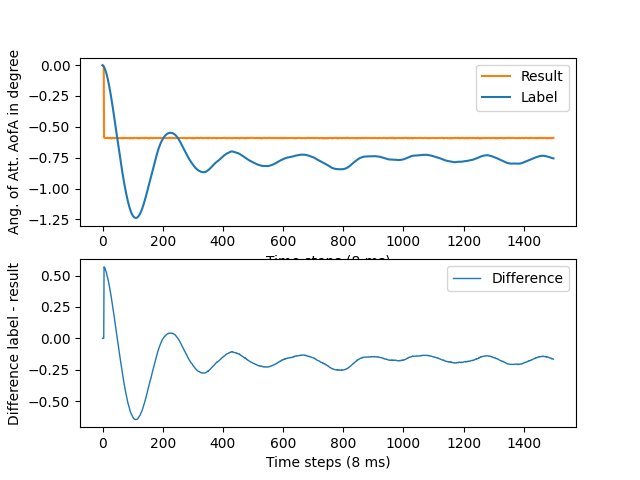 Ang. of Att. AofA in degree
0.00
−0.25
−0.50
−0.75
−1.00
−1.25
Result
Label
0 200 400 600 800 1000 1200 1400
Time steps (8 ms)
Difference label - result
0.50
0.25
0.00
−0.25
−0.50
Difference
0 200 400 600 800 1000 1200 1400
Time steps (8 ms)